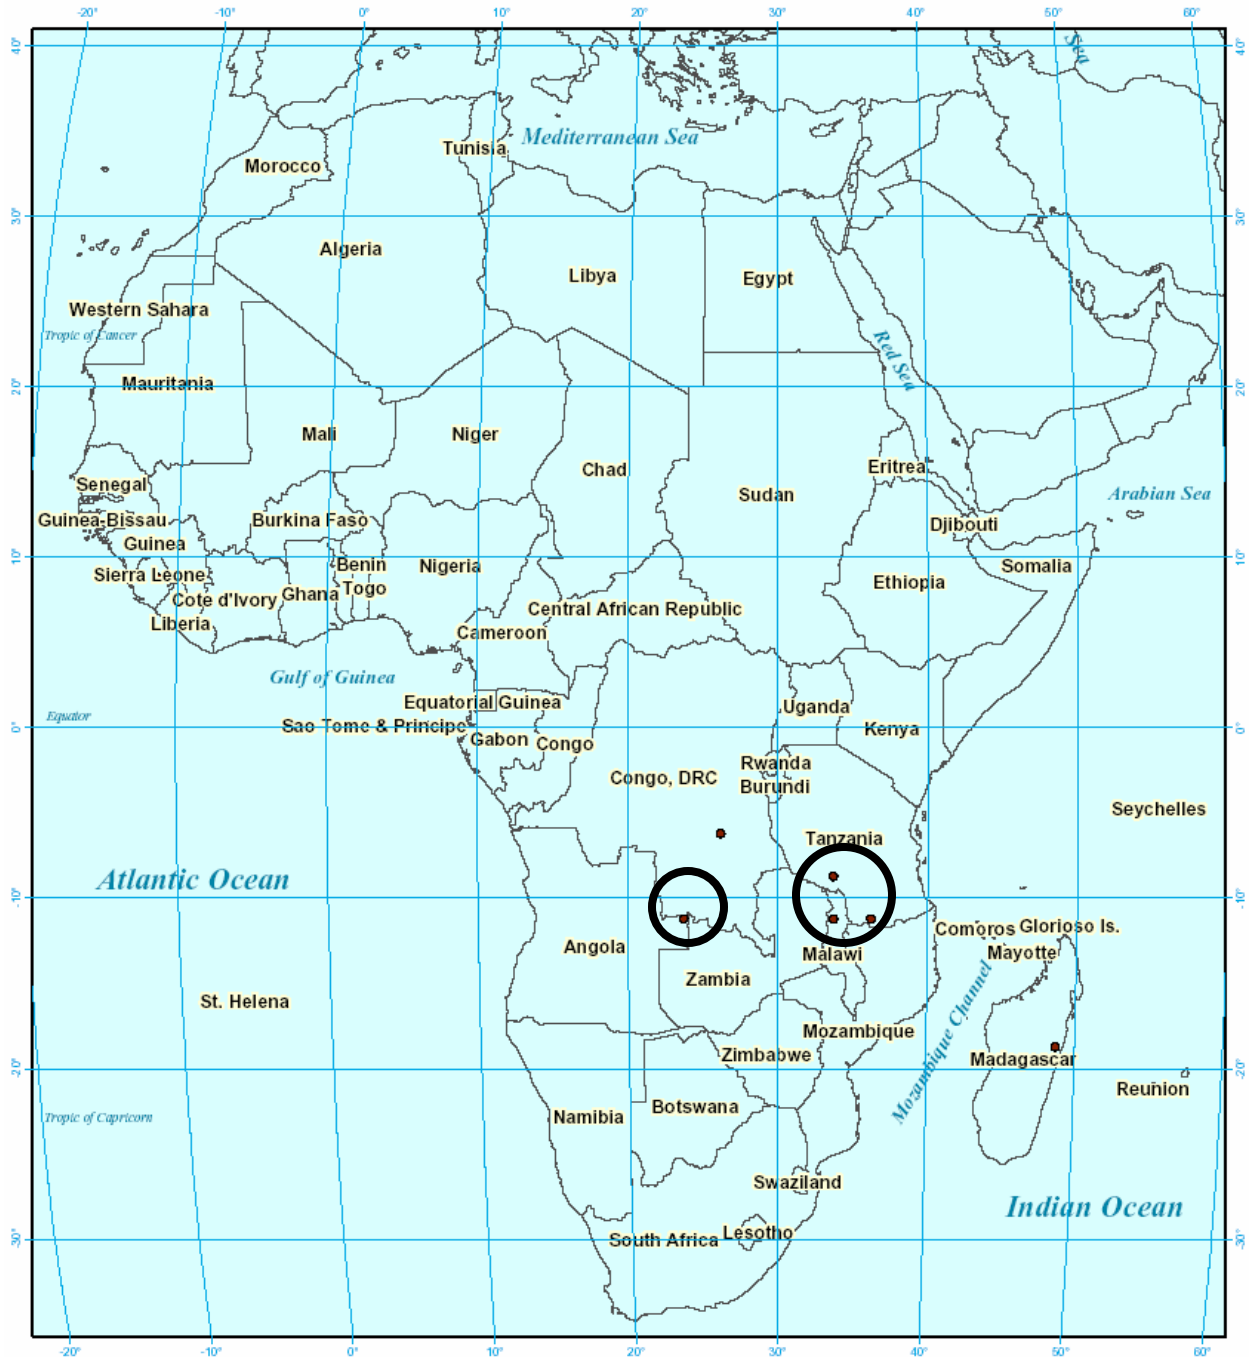 -20° -10° 0° 10° 20° 30° 40° 50° 60°
40° 40°
Sea
Mediterranean Sea
Tunisia
Morocco
30° 30°
Algeria
Libya
Egypt
Western Sahara
Tropic of Cancer
Red Sea
20° 20°
Mauritania
Mali
Niger
Chad
Eritrea
Senegal
Sudan
Arabian Sea
Guinea-Bissau
Burkina Faso
Djibouti
Guinea
10° 10°
Benin
Nigeria
Somalia
Sierra Leone
Togo
Ethiopia
Cote d'Ivory
Ghana
Central African Republic
Liberia
Cameroon
Gulf of Guinea
Equatorial Guinea
Uganda
Equator
Sao Tome & Principe
Kenya
0° 0°
Gabon
Congo
Rwanda
Congo, DRC
Burundi
Seychelles
Tanzania
Atlantic Ocean
-10° -10°
Comoros
Glorioso Is.
Angola
Malawi
Mayotte
Zambia
St. Helena
Mozambique
Mozambique Channel
Zimbabwe
Madagascar
-20° -20°
Reunion
Botswana
Namibia
Tropic of Capricorn
Swaziland
Indian Ocean
Lesotho
South Africa
-30° -30°
-20° -10° 0° 10° 20° 30° 40° 50° 60°